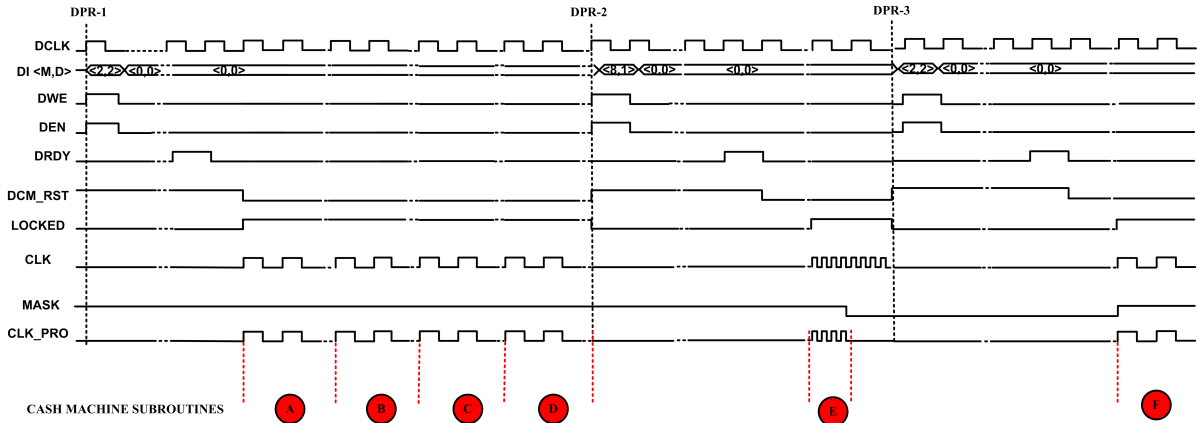 DPR-1 DPR-2 DPR-3
DCLK
DI <M,D> <2,2> <0,0> <0,0> <8,1> <0,0> <0,0> <2,2> <0,0> <0,0>
DWE
DEN
DRDY
DCM_RST
LOCKED
CLK
MASK
CLK_PRO
CASH MACHINE SUBROUTINES A B C D E F